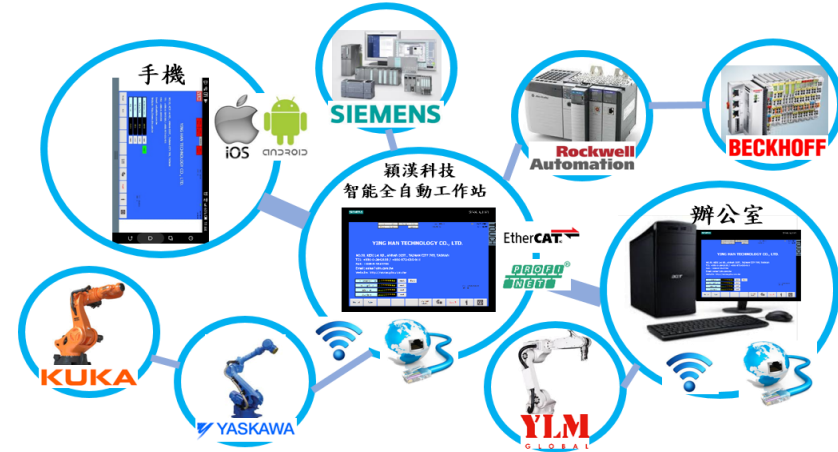 手機
iOS
ANDROID
SIEMENS
Rockwell
Automation
BECKHOFF
穎漢科技
智能全自動工作站
YING HAN TECHNOLOGY CO., LTD.
EtherCAT
PROFI
NET
辦公室
acer
YING HAN TECHNOLOGY CO., LTD.
KUKA
YASKAWA
YLM
GLOBAL